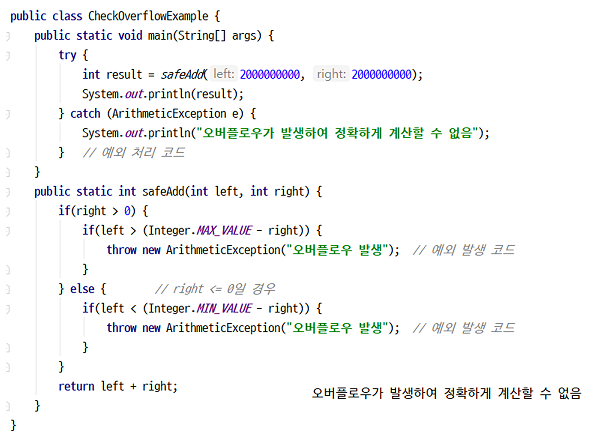 public class CheckOverflowExample {
    public static void main(String[] args) {
        try {
            int result = safeAdd( left: 2000000000, right: 2000000000);
            System.out.println(result);
        } catch (ArithmeticException e) {
            System.out.println("오버플로우가 발생하여 정확하게 계산할 수 없음");
        }   // 예외 처리 코드
    }
    public static int safeAdd(int left, int right) {
        if(right > 0) {
            if(left > (Integer.MAX_VALUE - right)) {
                throw new ArithmeticException("오버플로우 발생");  // 예외 발생 코드
            }
        } else {        // right <= 0일 경우
            if(left < (Integer.MIN_VALUE - right)) {
                throw new ArithmeticException("오버플로우 발생");  // 예외 발생 코드
            }
        }
        return left + right;
    }
}
오버플로우가 발생하여 정확하게 계산할 수 없음